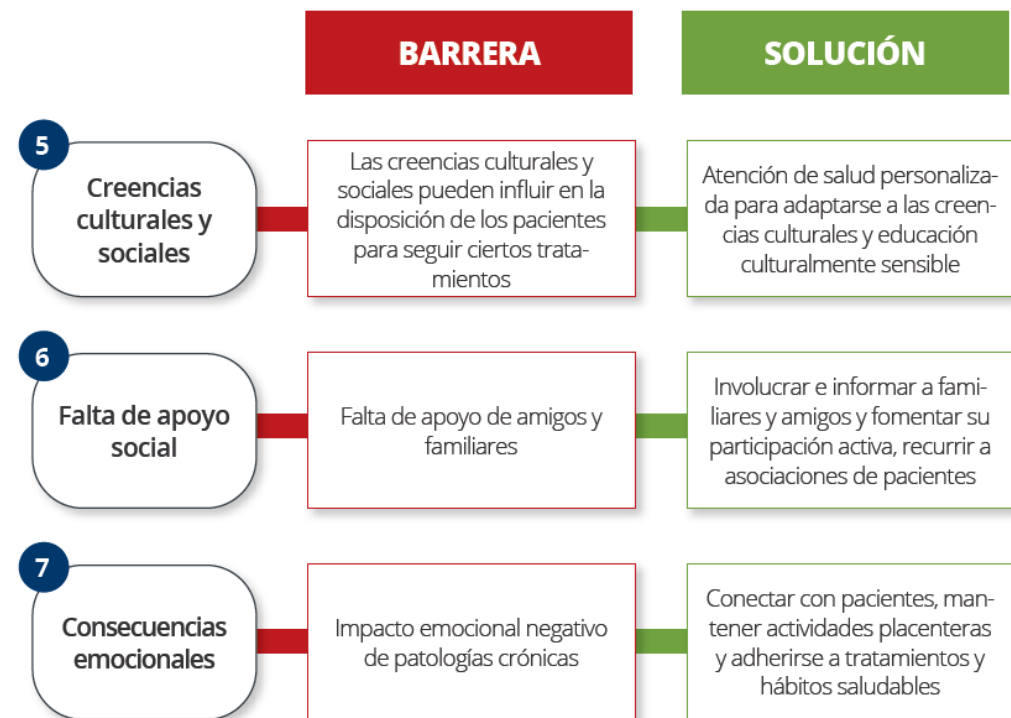 BARRERA
SOLUCIÓN
5
Creencias
culturales y
sociales
Las creencias culturales y
sociales pueden influir en la
disposición de los pacientes
para seguir ciertos trata-
mientos
Atención de salud personaliza-
da para adaptarse a las creen-
cias culturales y educación
culturalmente sensible
6
Falta de apoyo
social
Falta de apoyo de amigos y
familiares
Involucrar e informar a fami-
liares y amigos y fomentar su
participación activa, recurrir a
asociaciones de pacientes
7
Consecuencias
emocionales
Impacto emocional negativo
de patologías crónicas
Conectar con pacientes, man-
tener actividades placenteras
y adherirse a tratamientos y
hábitos saludables